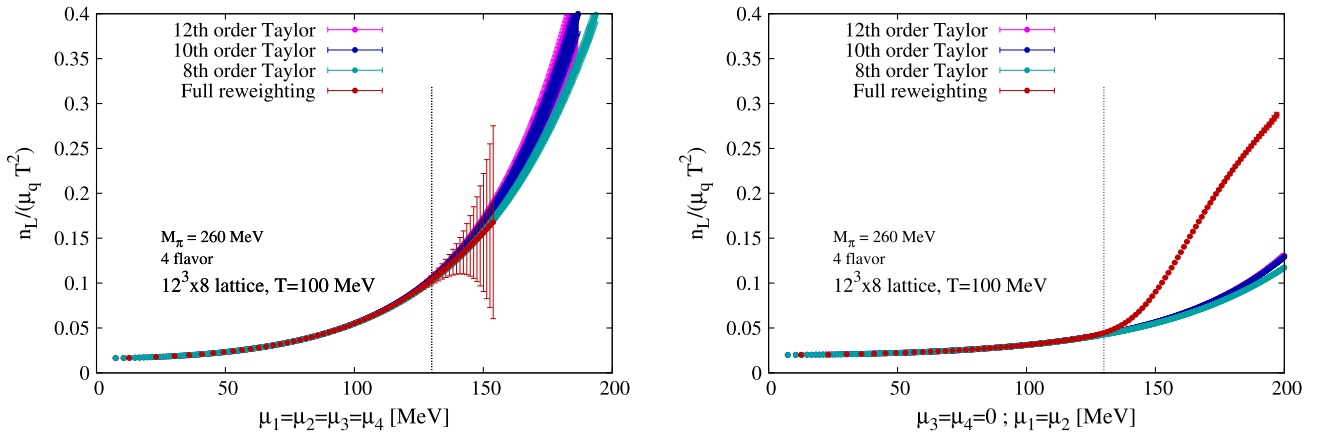 0.4
0.35
0.3
0.25
0.2
0.15
0.1
0.05
0
n_L/(μ_q T^2)
12th order Taylor
10th order Taylor
8th order Taylor
Full reweighting
M_π = 260 MeV
4 flavor
12^3x8 lattice, T=100 MeV
0 50 100 150 200
μ_1=μ_2=μ_3=μ_4 [MeV]
0.4
0.35
0.3
0.25
0.2
0.15
0.1
0.05
0
n_L/(μ_q T^2)
12th order Taylor
10th order Taylor
8th order Taylor
Full reweighting
M_π = 260 MeV
4 flavor
12^3x8 lattice, T=100 MeV
0 50 100 150 200
μ_3=μ_4=0 ; μ_1=μ_2 [MeV]